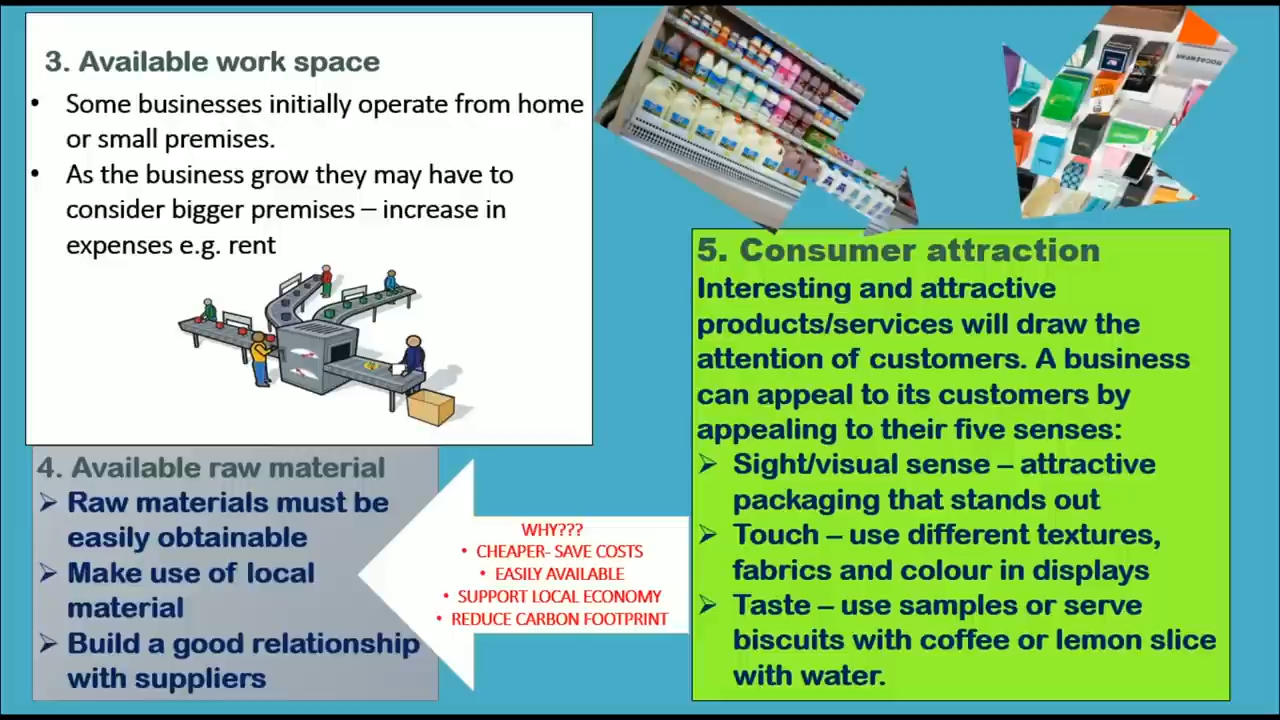 3. Available work space
• Some businesses initially operate from home
or small premises.
• As the business grow they may have to
consider bigger premises – increase in
expenses e.g. rent
4. Available raw material
➢ Raw materials must be
easily obtainable
➢ Make use of local
material
➢ Build a good relationship
with suppliers
WHY???
• CHEAPER- SAVE COSTS
• EASILY AVAILABLE
• SUPPORT LOCAL ECONOMY
• REDUCE CARBON FOOTPRINT
5. Consumer attraction
Interesting and attractive
products/services will draw the
attention of customers. A business
can appeal to its customers by
appealing to their five senses:
➢ Sight/visual sense – attractive
packaging that stands out
➢ Touch – use different textures,
fabrics and colour in displays
➢ Taste – use samples or serve
biscuits with coffee or lemon slice
with water.